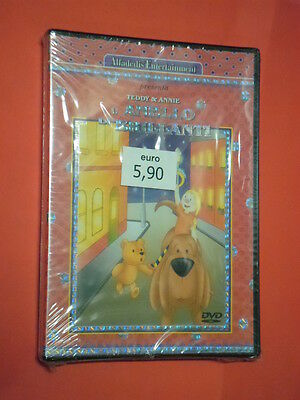 Alfadedis Entertainment
presenta
TEDDY & ANNIE
euro
5,90
DVD